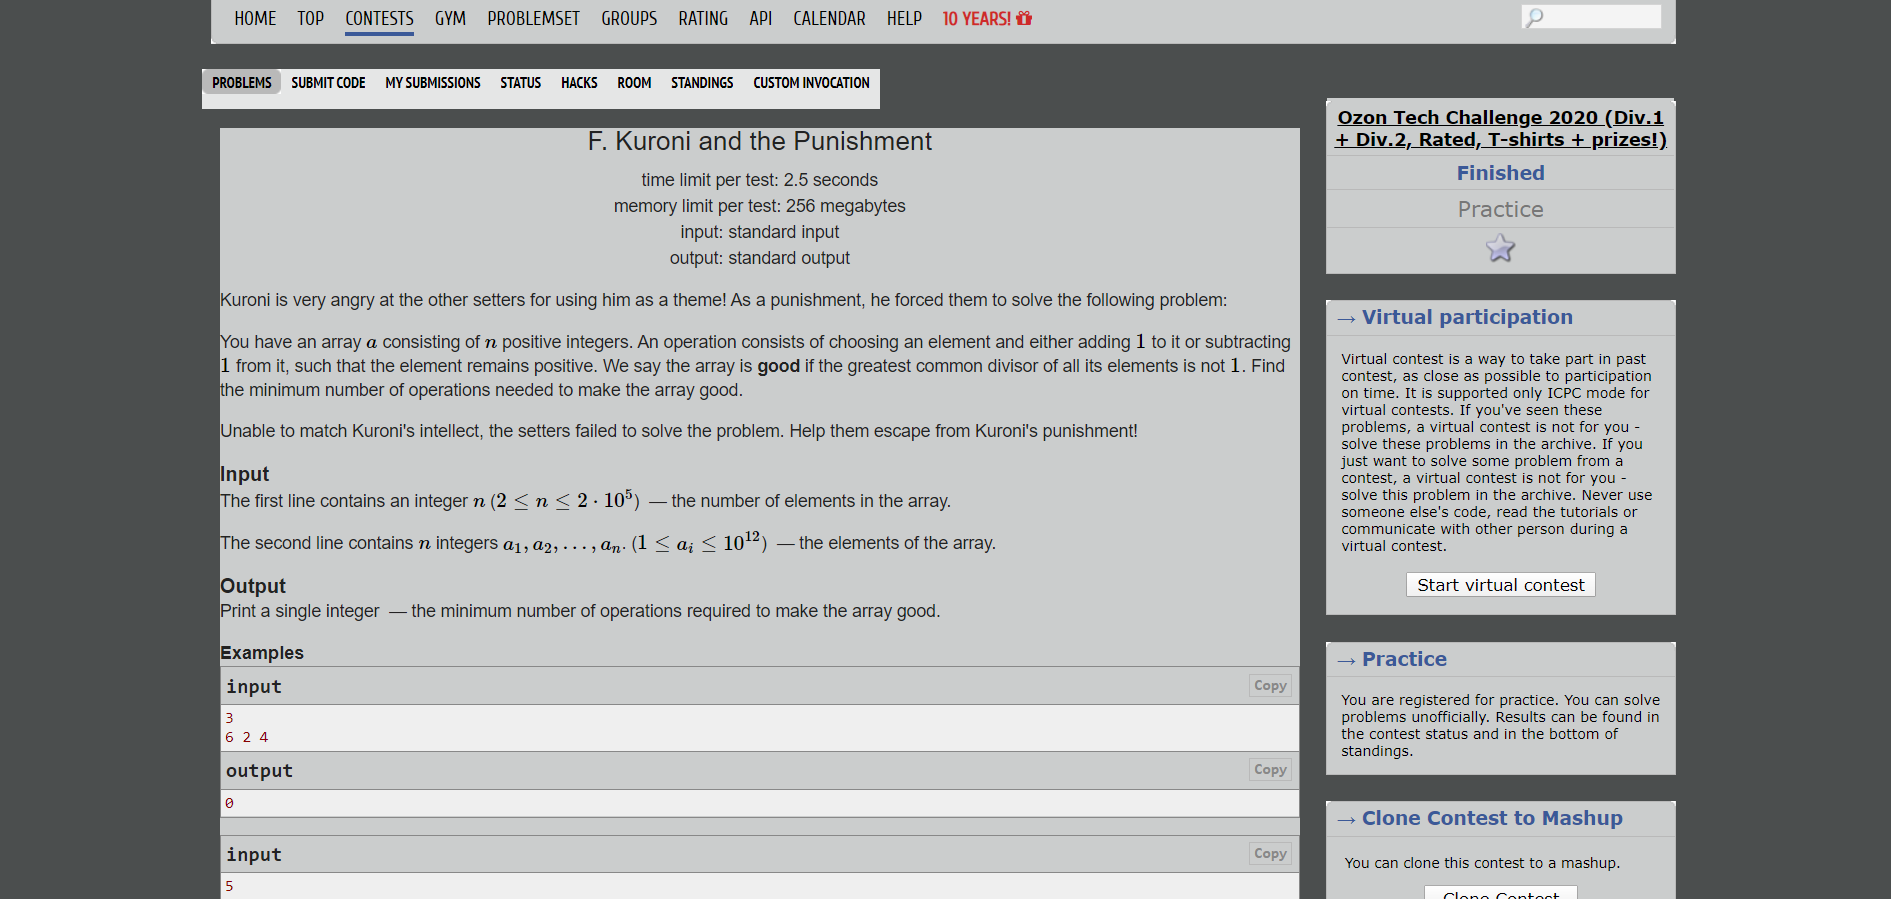 HOME TOP CONTESTS GYM PROBLEMSET GROUPS RATING API CALENDAR HELP 10 YEARS!
PROBLEMS SUBMIT CODE MY SUBMISSIONS STATUS HACKS ROOM STANDINGS CUSTOM INVOCATION
F. Kuroni and the Punishment
time limit per test: 2.5 seconds
memory limit per test: 256 megabytes
input: standard input
output: standard output
Kuroni is very angry at the other setters for using him as a theme! As a punishment, he forced them to solve the following problem:
You have an array a consisting of n positive integers. An operation consists of choosing an element and either adding 1 to it or subtracting
1 from it, such that the element remains positive. We say the array is good if the greatest common divisor of all its elements is not 1. Find
the minimum number of operations needed to make the array good.
Unable to match Kuroni's intellect, the setters failed to solve the problem. Help them escape from Kuroni's punishment!
Input
The first line contains an integer n (2 ≤ n ≤ 2 · 10⁵) — the number of elements in the array.
The second line contains n integers a₁, a₂, …, aₙ. (1 ≤ aᵢ ≤ 10¹²) — the elements of the array.
Output
Print a single integer — the minimum number of operations required to make the array good.
Examples
input Copy
3
6 2 4
output Copy
0
input Copy
5
Ozon Tech Challenge 2020 (Div.1
+ Div.2, Rated, T-shirts + prizes!)
Finished
Practice
→ Virtual participation
Virtual contest is a way to take part in past
contest, as close as possible to participation
on time. It is supported only ICPC mode for
virtual contests. If you've seen these
problems, a virtual contest is not for you -
solve these problems in the archive. If you
just want to solve some problem from a
contest, a virtual contest is not for you -
solve this problem in the archive. Never use
someone else's code, read the tutorials or
communicate with other person during a
virtual contest.
Start virtual contest
→ Practice
You are registered for practice. You can solve
problems unofficially. Results can be found in
the contest status and in the bottom of
standings.
→ Clone Contest to Mashup
You can clone this contest to a mashup.
Clone Contest